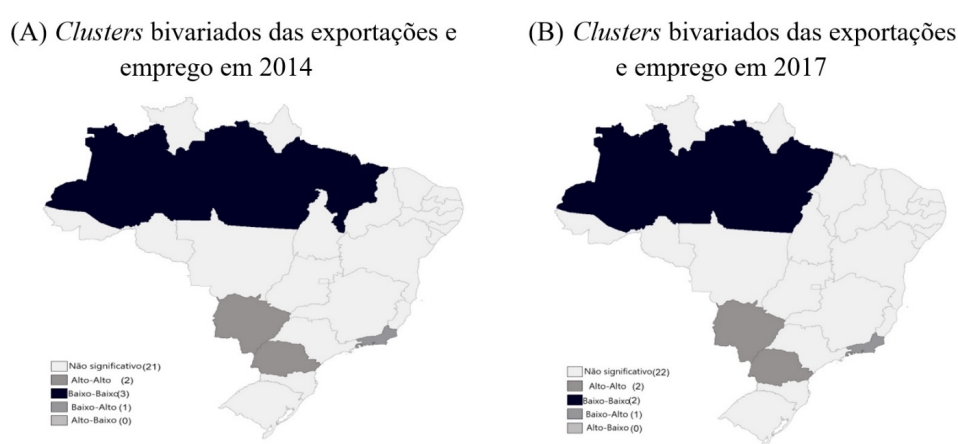 (A) Clusters bivariados das exportações e
emprego em 2014
(B) Clusters bivariados das exportações
e emprego em 2017
Não significativo(21)
Alto-Alto (2)
Baixo-Baixo(3)
Baixo-Alto (1)
Alto-Baixo (0)
Não significativo(22)
Alto-Alto (2)
Baixo-Baixo(2)
Baixo-Alto (1)
Alto-Baixo (0)